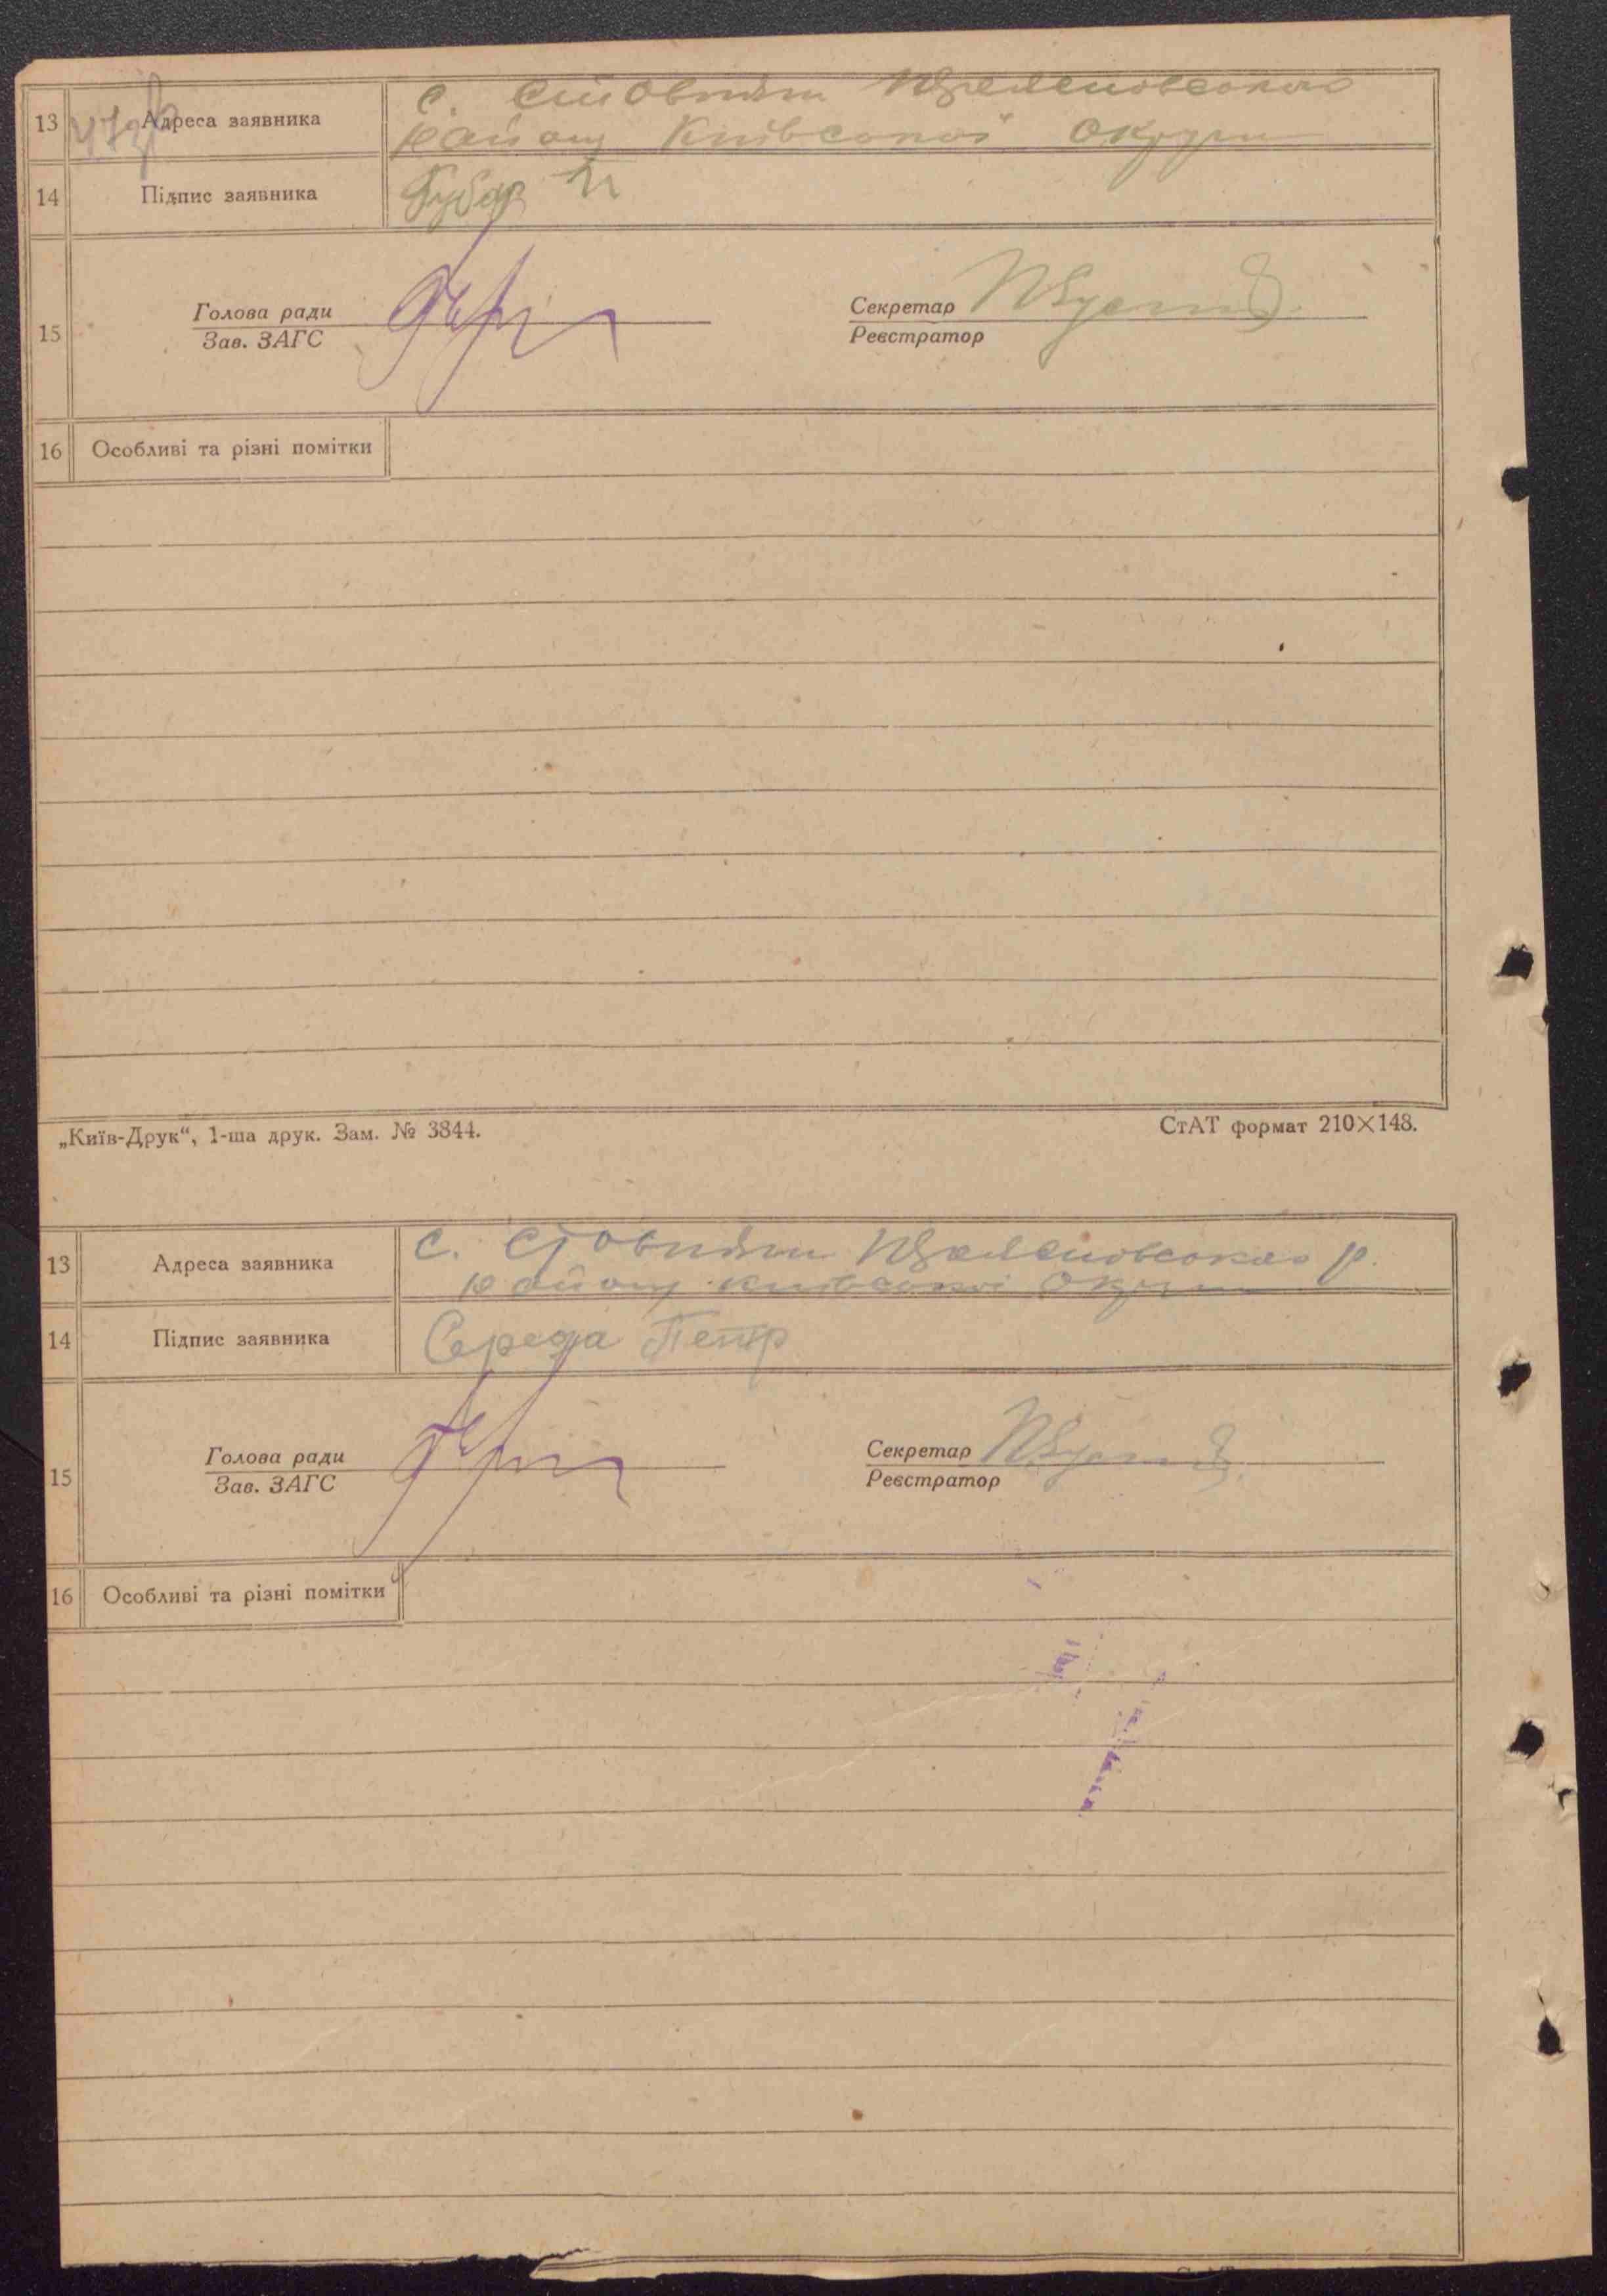 13 Адреса заявника с. Стовпяги
району Київської Округи
14 Підпис заявника Губар
15 Голова ради Секретар
Зав. ЗАГС Реєстратор
16 Особливі та різні помітки
„Київ-Друк“, 1-ша друк. Зам. № 3844. СтАТ формат 210×148.
13 Адреса заявника с. Стовпяги р.
району київської Округи
14 Підпис заявника Середа Петр
15 Голова ради Секретар
Зав. ЗАГС Реєстратор
16 Особливі та різні помітки